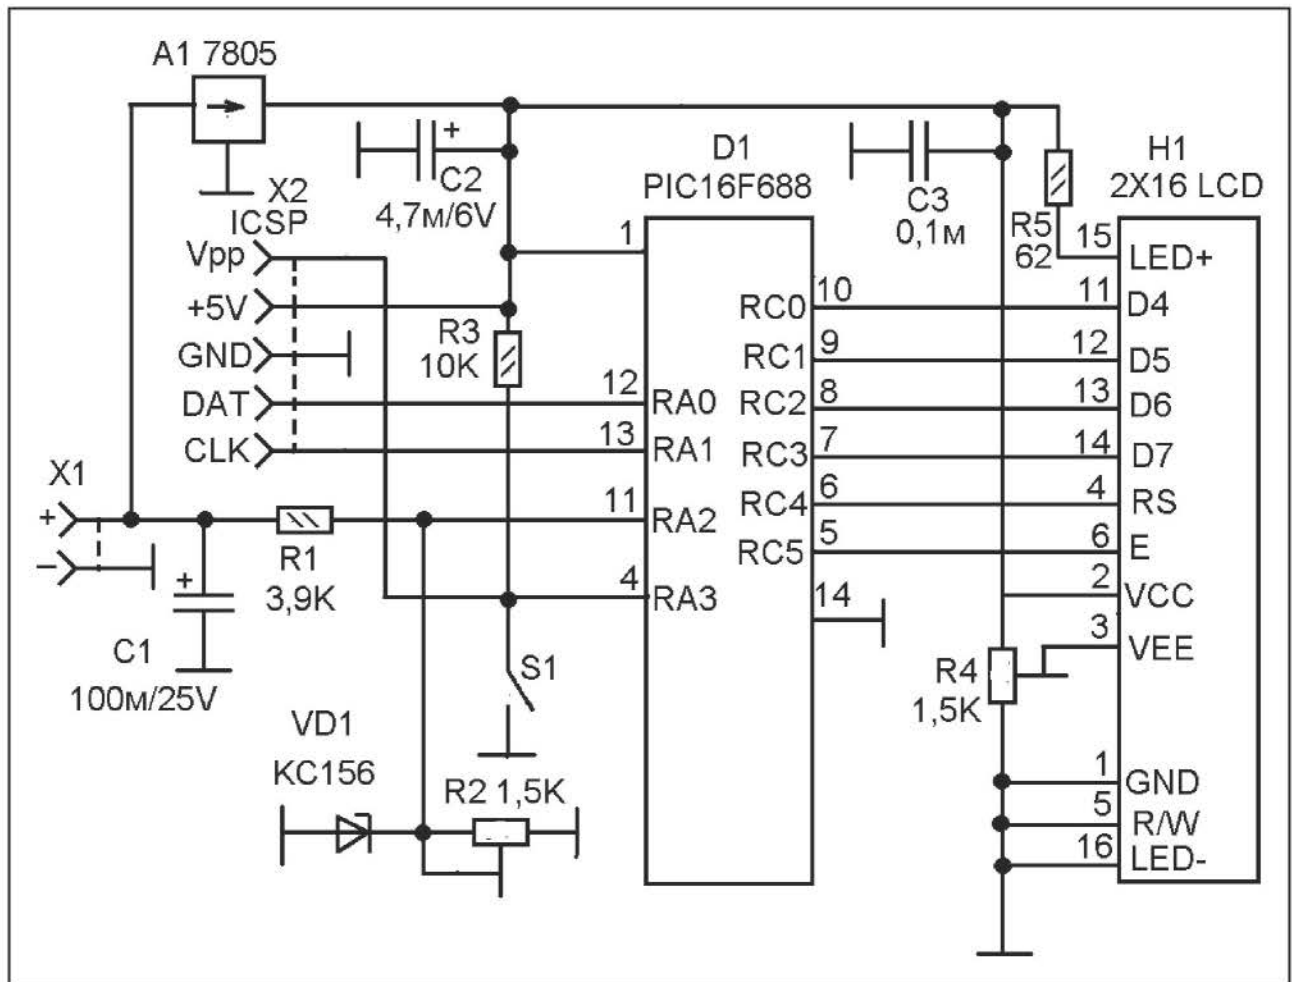 A1 7805
X2
ICSP
Vpp
+5V
GND
DAT
CLK
X1
+
−
+
C1
100м/25V
R1
3,9K
+
C2
4,7м/6V
R3
10K
S1
VD1
KC156
R2 1,5K
D1
PIC16F688
1
12
RA0
13
RA1
11
RA2
4
RA3
RC0
10
RC1
9
RC2
8
RC3
7
RC4
6
RC5
5
14
C3
0,1м
R5
62
R4
1,5K
H1
2X16 LCD
15
LED+
11
D4
12
D5
13
D6
14
D7
4
RS
6
E
2
VCC
3
VEE
1
GND
5
R/W
16
LED-